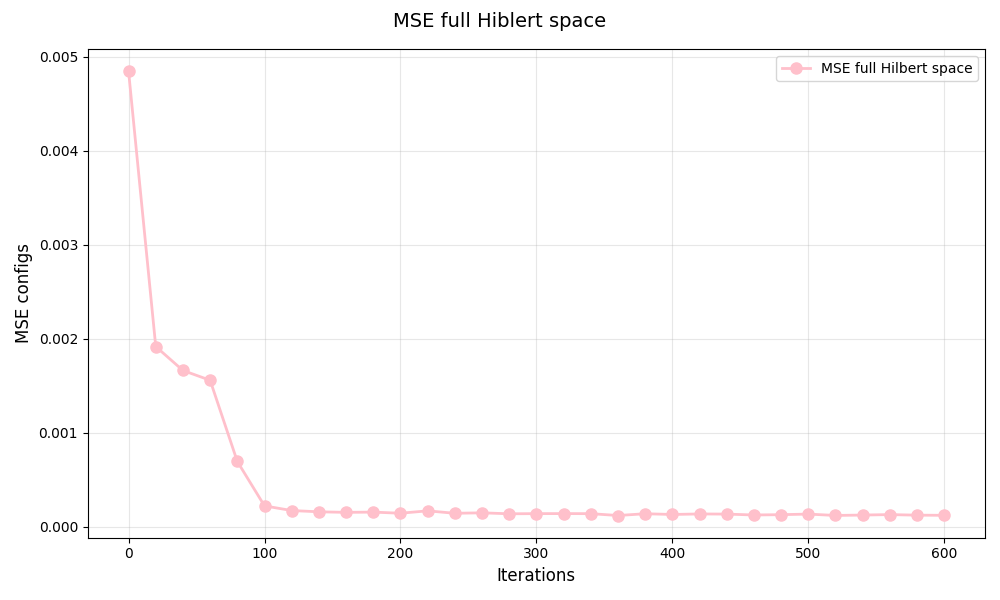 MSE full Hiblert space
MSE full Hilbert space
MSE configs
0.005
0.004
0.003
0.002
0.001
0.000
0 100 200 300 400 500 600
Iterations